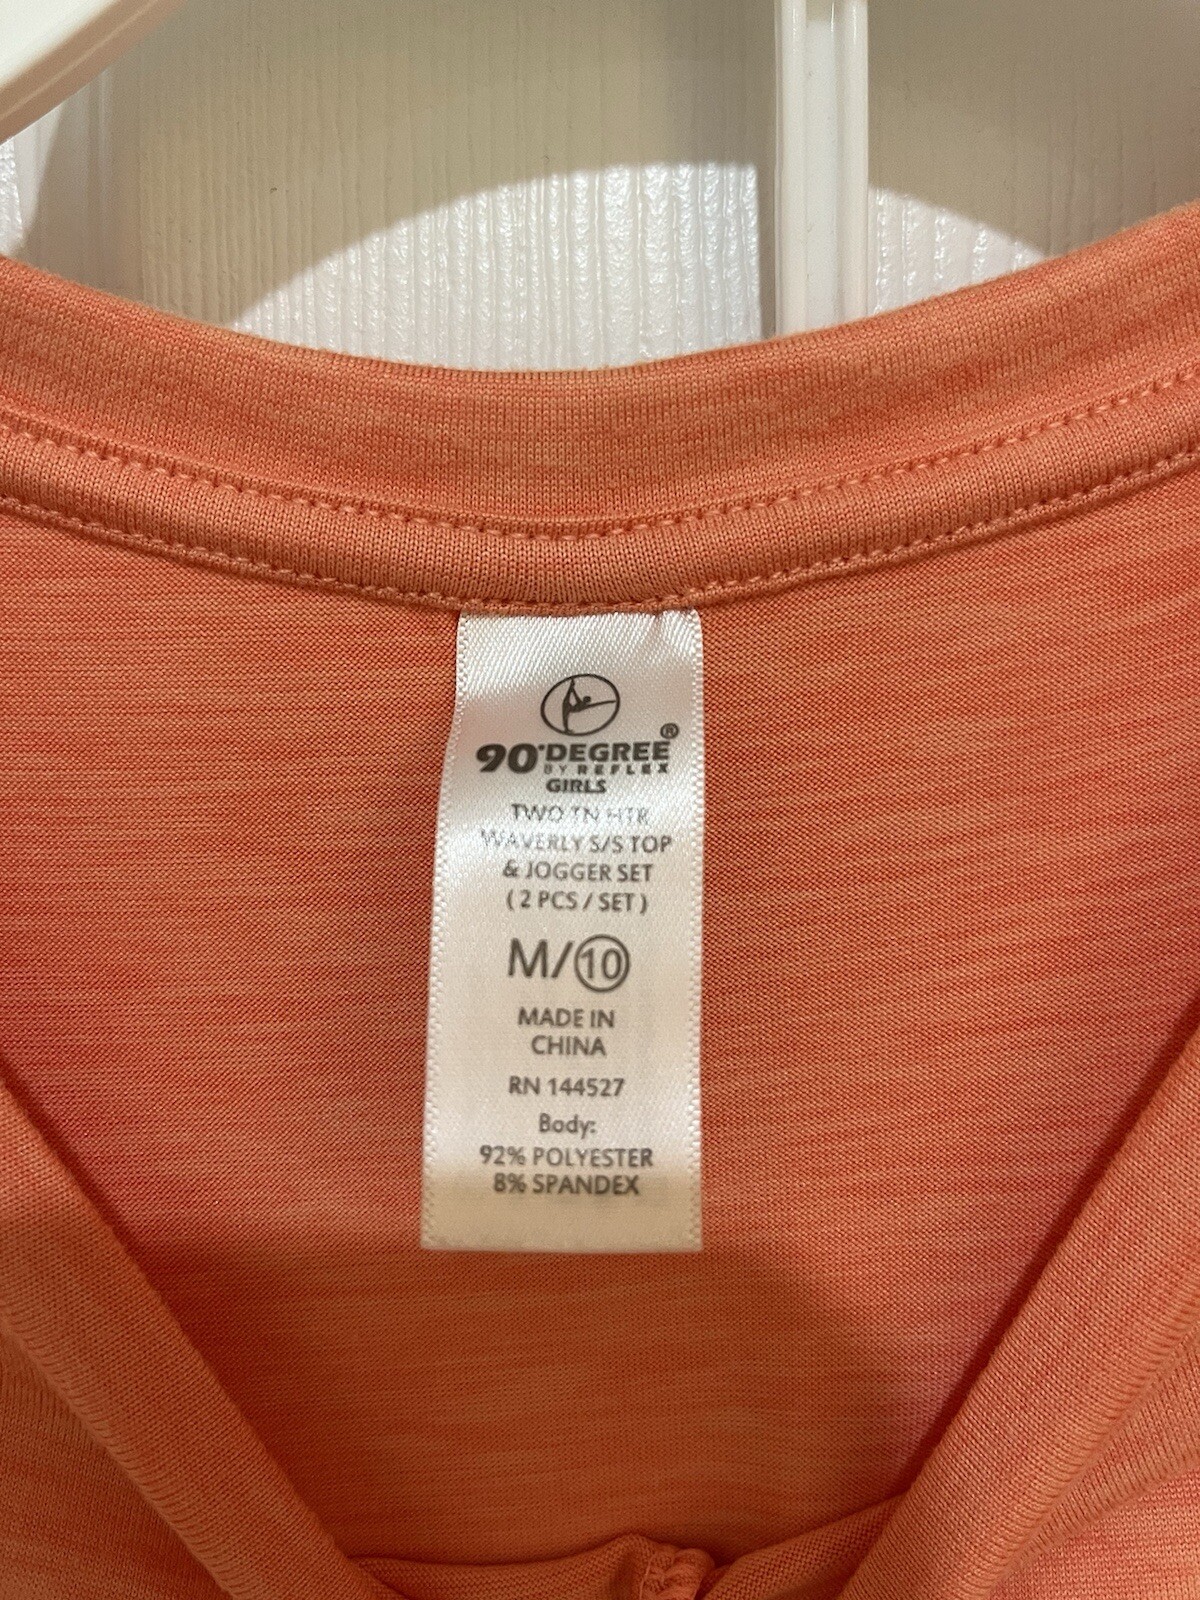 90°DEGREE®
BY REFLEX
GIRLS
TWO TN HTR
WAVERLY S/S TOP
& JOGGER SET
( 2 PCS / SET )
M/10
MADE IN
CHINA
RN 144527
Body:
92% POLYESTER
8% SPANDEX